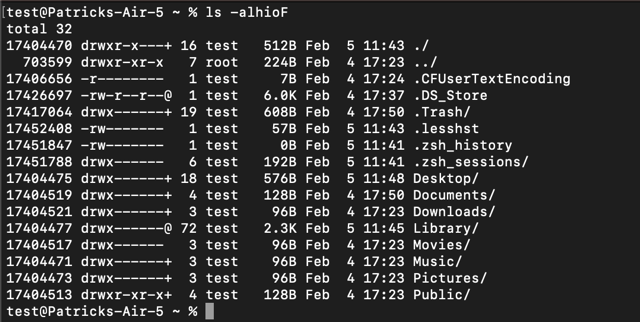 test@Patricks-Air-5 ~ % ls -alhioF
total 32
17404470 drwxr-x---+ 16 test   512B Feb  5 11:43 ./
  703599 drwxr-xr-x   7 root   224B Feb  4 17:23 ../
17406656 -r--------   1 test     7B Feb  4 17:24 .CFUserTextEncoding
17426697 -rw-r--r--@  1 test   6.0K Feb  4 17:37 .DS_Store
17417064 drwx------+ 19 test   608B Feb  4 17:50 .Trash/
17452408 -rw-------   1 test    57B Feb  5 11:43 .lesshst
17451847 -rw-------   1 test     0B Feb  5 11:41 .zsh_history
17451788 drwx------   6 test   192B Feb  5 11:41 .zsh_sessions/
17404475 drwx------+ 18 test   576B Feb  5 11:48 Desktop/
17404519 drwx------+  4 test   128B Feb  4 17:50 Documents/
17404521 drwx------+  3 test    96B Feb  4 17:23 Downloads/
17404477 drwx------@ 72 test   2.3K Feb  5 11:45 Library/
17404517 drwx------   3 test    96B Feb  4 17:23 Movies/
17404471 drwx------+  3 test    96B Feb  4 17:23 Music/
17404473 drwx------+  3 test    96B Feb  4 17:23 Pictures/
17404513 drwxr-xr-x+  4 test   128B Feb  4 17:23 Public/
test@Patricks-Air-5 ~ %